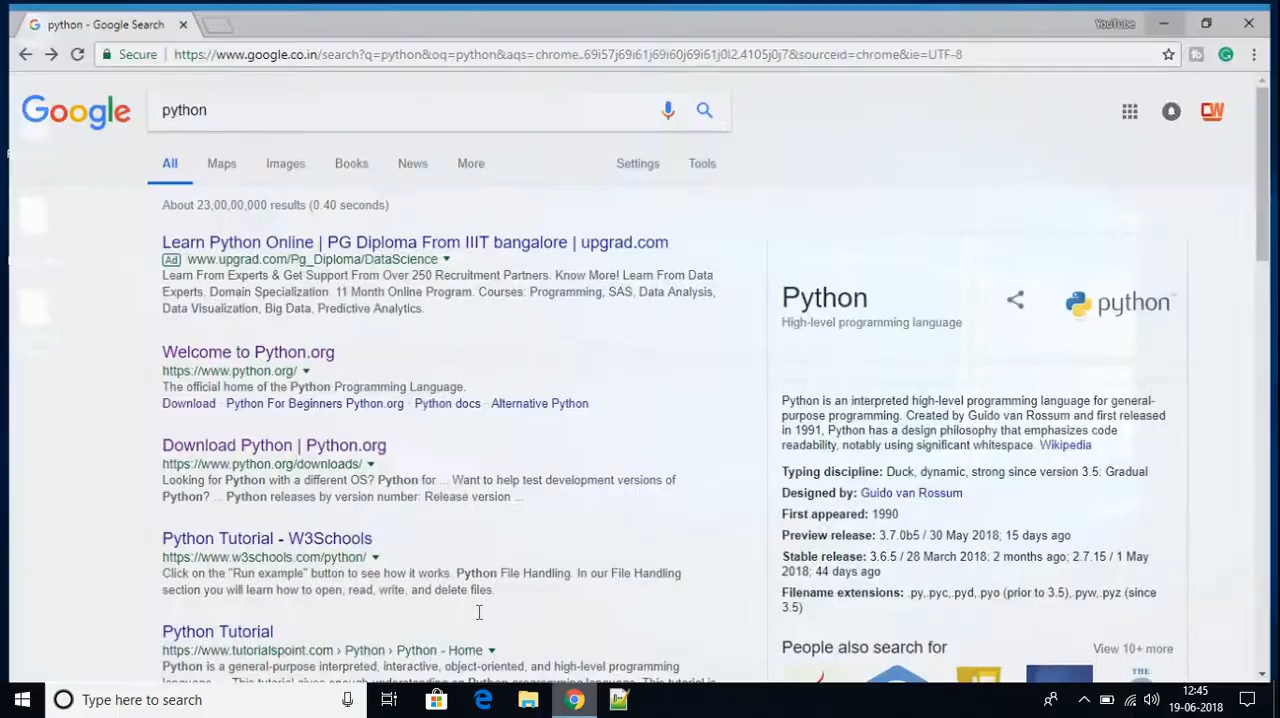 python - Google Search
YouTube
Secure https://www.google.co.in/search?q=python&oq=python&aqs=chrome..69i57j69i61j69i60j69i61j0l2.4105j0j7&sourceid=chrome&ie=UTF-8
Google
python
All Maps Images Books News More Settings Tools
About 23,00,00,000 results (0.40 seconds)
Learn Python Online | PG Diploma From IIIT bangalore | upgrad.com
Ad www.upgrad.com/Pg_Diploma/DataScience
Learn From Experts & Get Support From Over 250 Recruitment Partners. Know More! Learn From Data
Experts. Domain Specialization. 11 Month Online Program. Courses: Programming, SAS, Data Analysis,
Data Visualization, Big Data, Predictive Analytics.
Welcome to Python.org
https://www.python.org/
The official home of the Python Programming Language.
Download · Python For Beginners Python.org · Python docs · Alternative Python
Download Python | Python.org
https://www.python.org/downloads/
Looking for Python with a different OS? Python for ... Want to help test development versions of
Python? ... Python releases by version number: Release version ...
Python Tutorial - W3Schools
https://www.w3schools.com/python/
Click on the "Run example" button to see how it works. Python File Handling. In our File Handling
section you will learn how to open, read, write, and delete files.
Python Tutorial
https://www.tutorialspoint.com › Python › Python - Home
Python is a general-purpose interpreted, interactive, object-oriented, and high-level programming
Python
High-level programming language
python
Python is an interpreted high-level programming language for general-
purpose programming. Created by Guido van Rossum and first released
in 1991, Python has a design philosophy that emphasizes code
readability, notably using significant whitespace. Wikipedia
Typing discipline: Duck, dynamic, strong since version 3.5: Gradual
Designed by: Guido van Rossum
First appeared: 1990
Preview release: 3.7.0b5 / 30 May 2018; 15 days ago
Stable release: 3.6.5 / 28 March 2018; 2 months ago; 2.7.15 / 1 May
2018; 44 days ago
Filename extensions: .py,.pyc,.pyd,.pyo (prior to 3.5),.pyw,.pyz (since
3.5)
People also search for View 10+ more
THE
Type here to search
12:45
19-06-2018